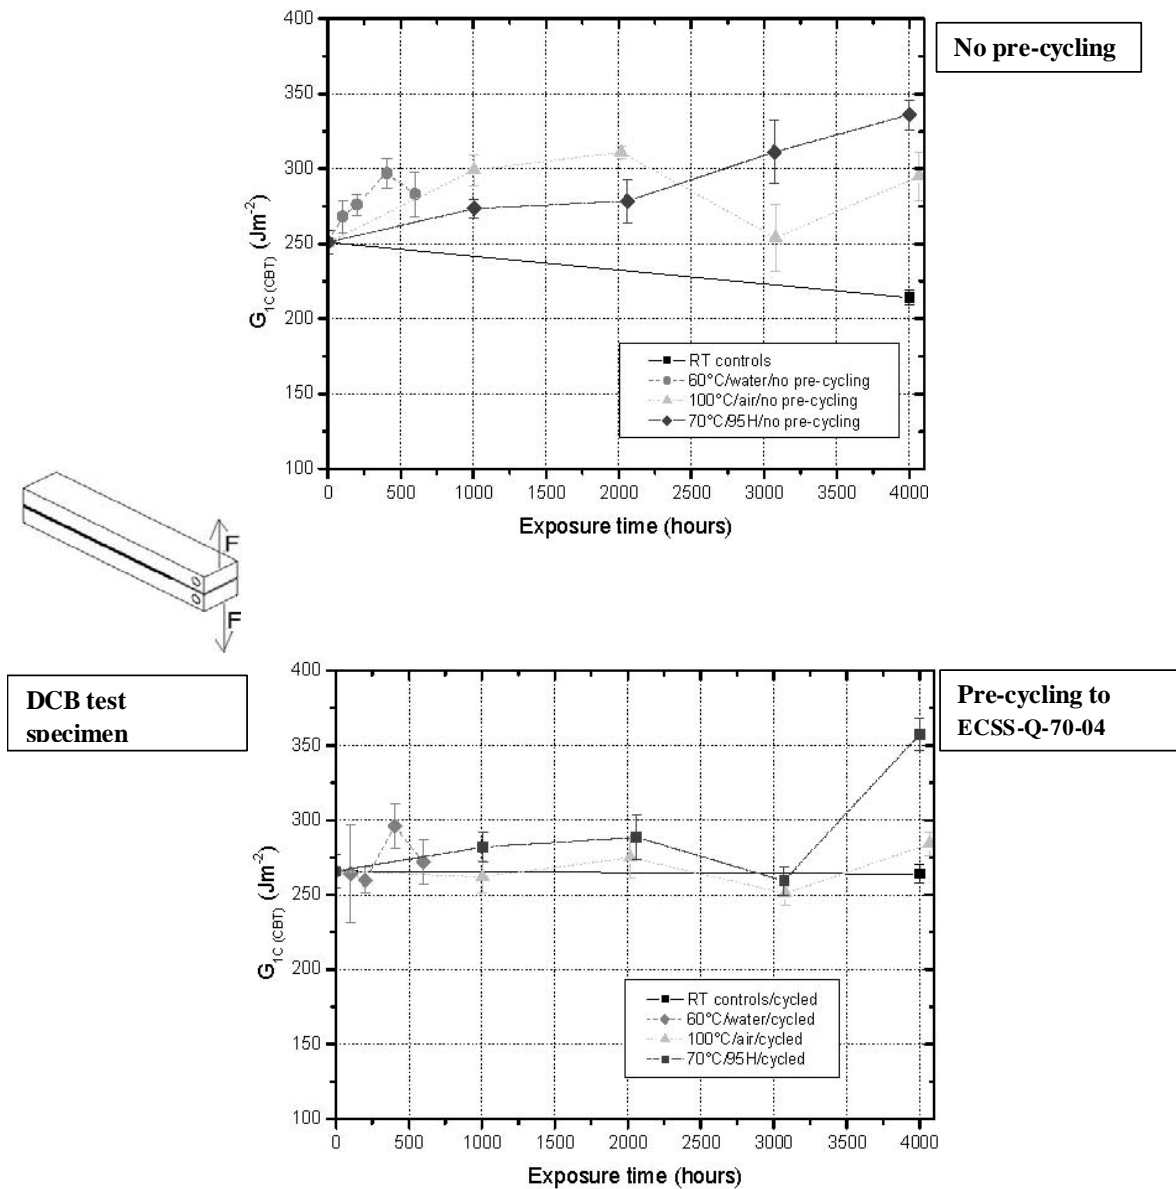 No pre-cycling
400
350
300
250
200
150
100
G1C (CBT) (Jm-2)
RT controls
60°C/water/no pre-cycling
100°C/air/no pre-cycling
70°C/95H/no pre-cycling
0 500 1000 1500 2000 2500 3000 3500 4000
Exposure time (hours)
F
F
DCB test
specimen
Pre-cycling to
ECSS-Q-70-04
400
350
300
250
200
150
100
G1C (CBT) (Jm-2)
RT controls/cycled
60°C/water/cycled
100°C/air/cycled
70°C/95H/cycled
0 500 1000 1500 2000 2500 3000 3500 4000
Exposure time (hours)